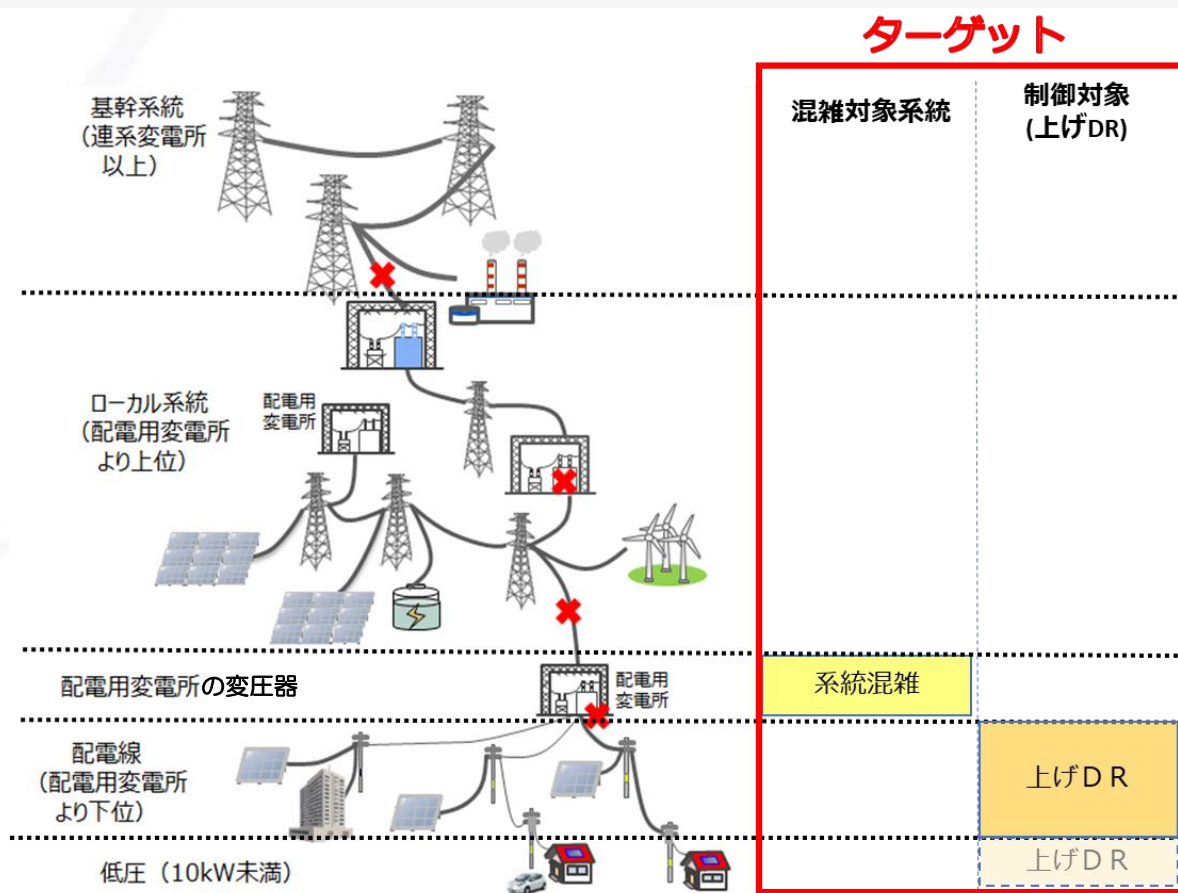 ターゲット
混雑対象系統
制御対象
(上げDR)
基幹系統
（連系変電所
以上）
ローカル系統
（配電用変電所
より上位）
配電用
変電所
配電用変電所の変圧器
配電用
変電所
系統混雑
配電線
（配電用変電所
より下位）
上げＤＲ
低圧（10kW未満）
上げＤＲ